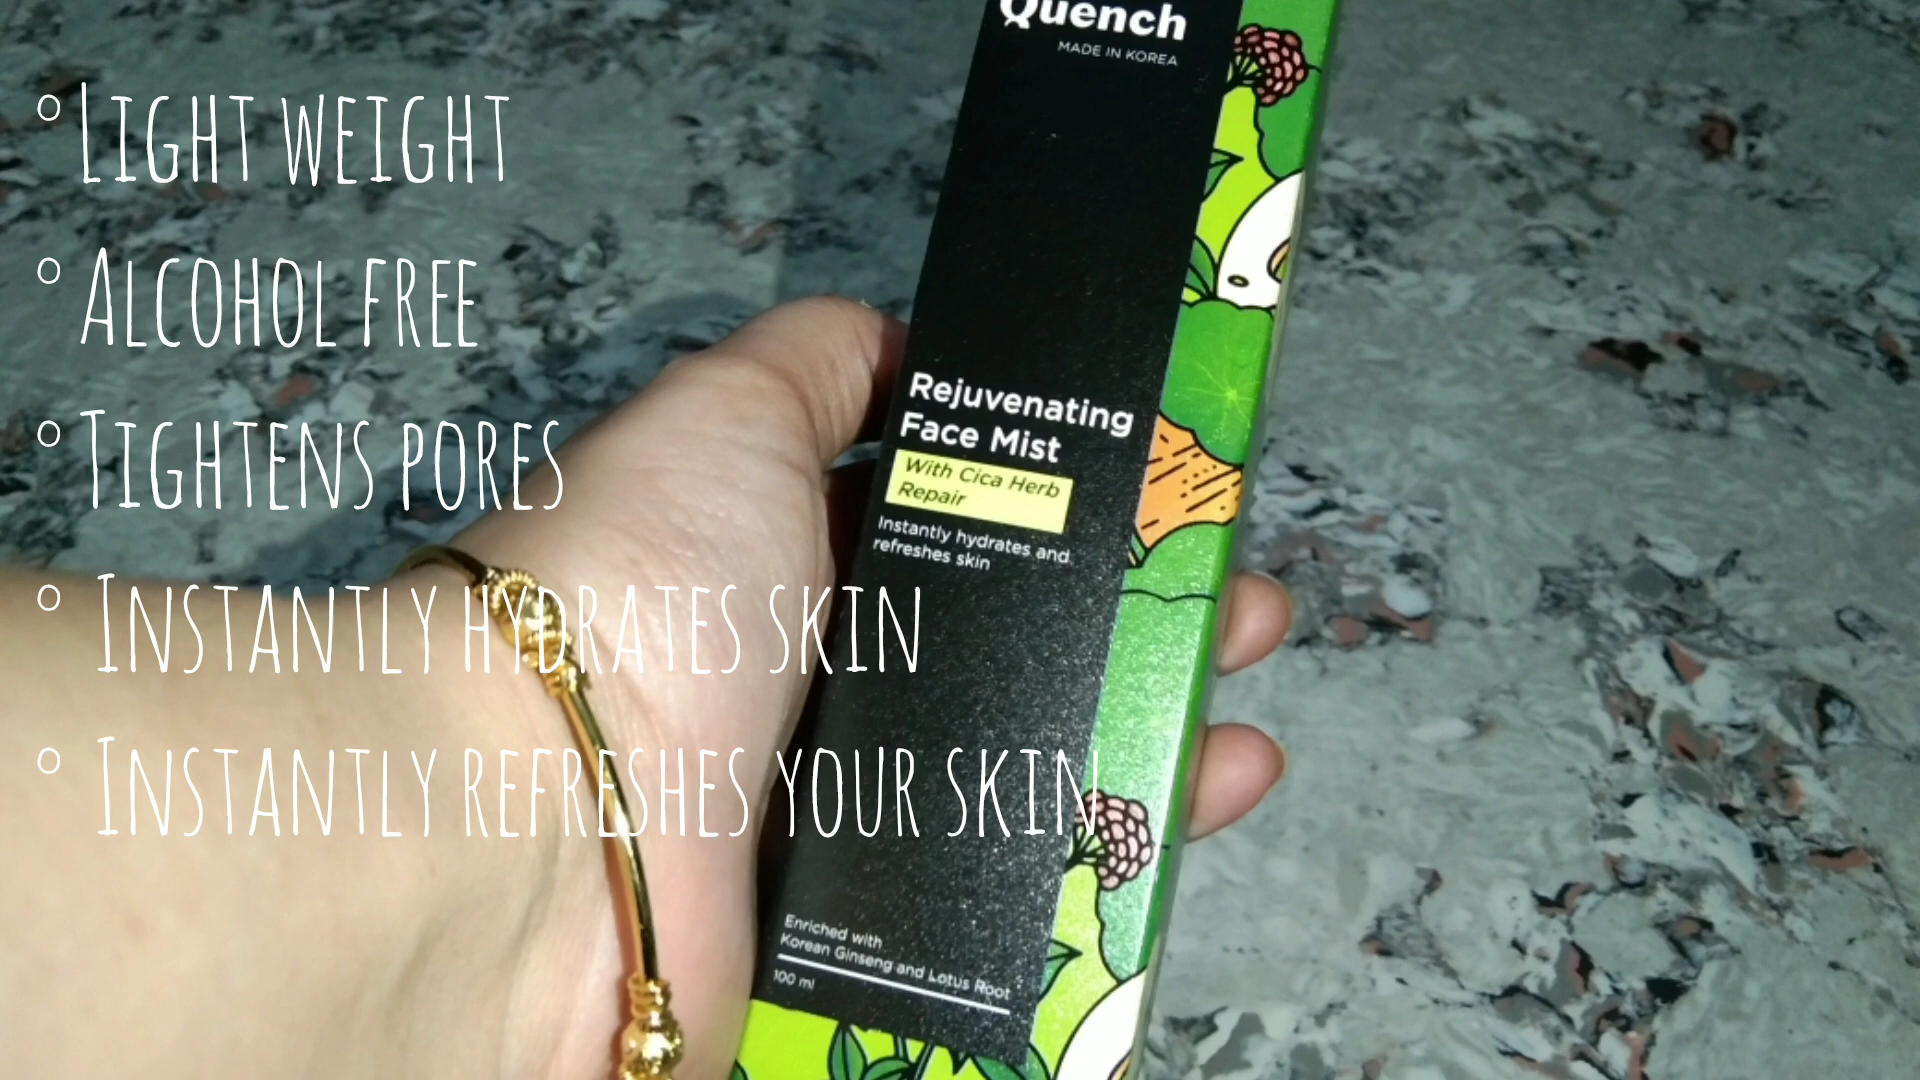 Quench
MADE IN KOREA
° LIGHT WEIGHT
° ALCOHOL FREE
° TIGHTENS PORES
° INSTANTLY HYDRATES SKIN
° INSTANTLY REFRESHES YOUR SKIN
Rejuvenating
Face Mist
With Cica Herb
Repair
Instantly hydrates and
refreshes skin
Enriched with
Korean Ginseng and Lotus Root
100 ml